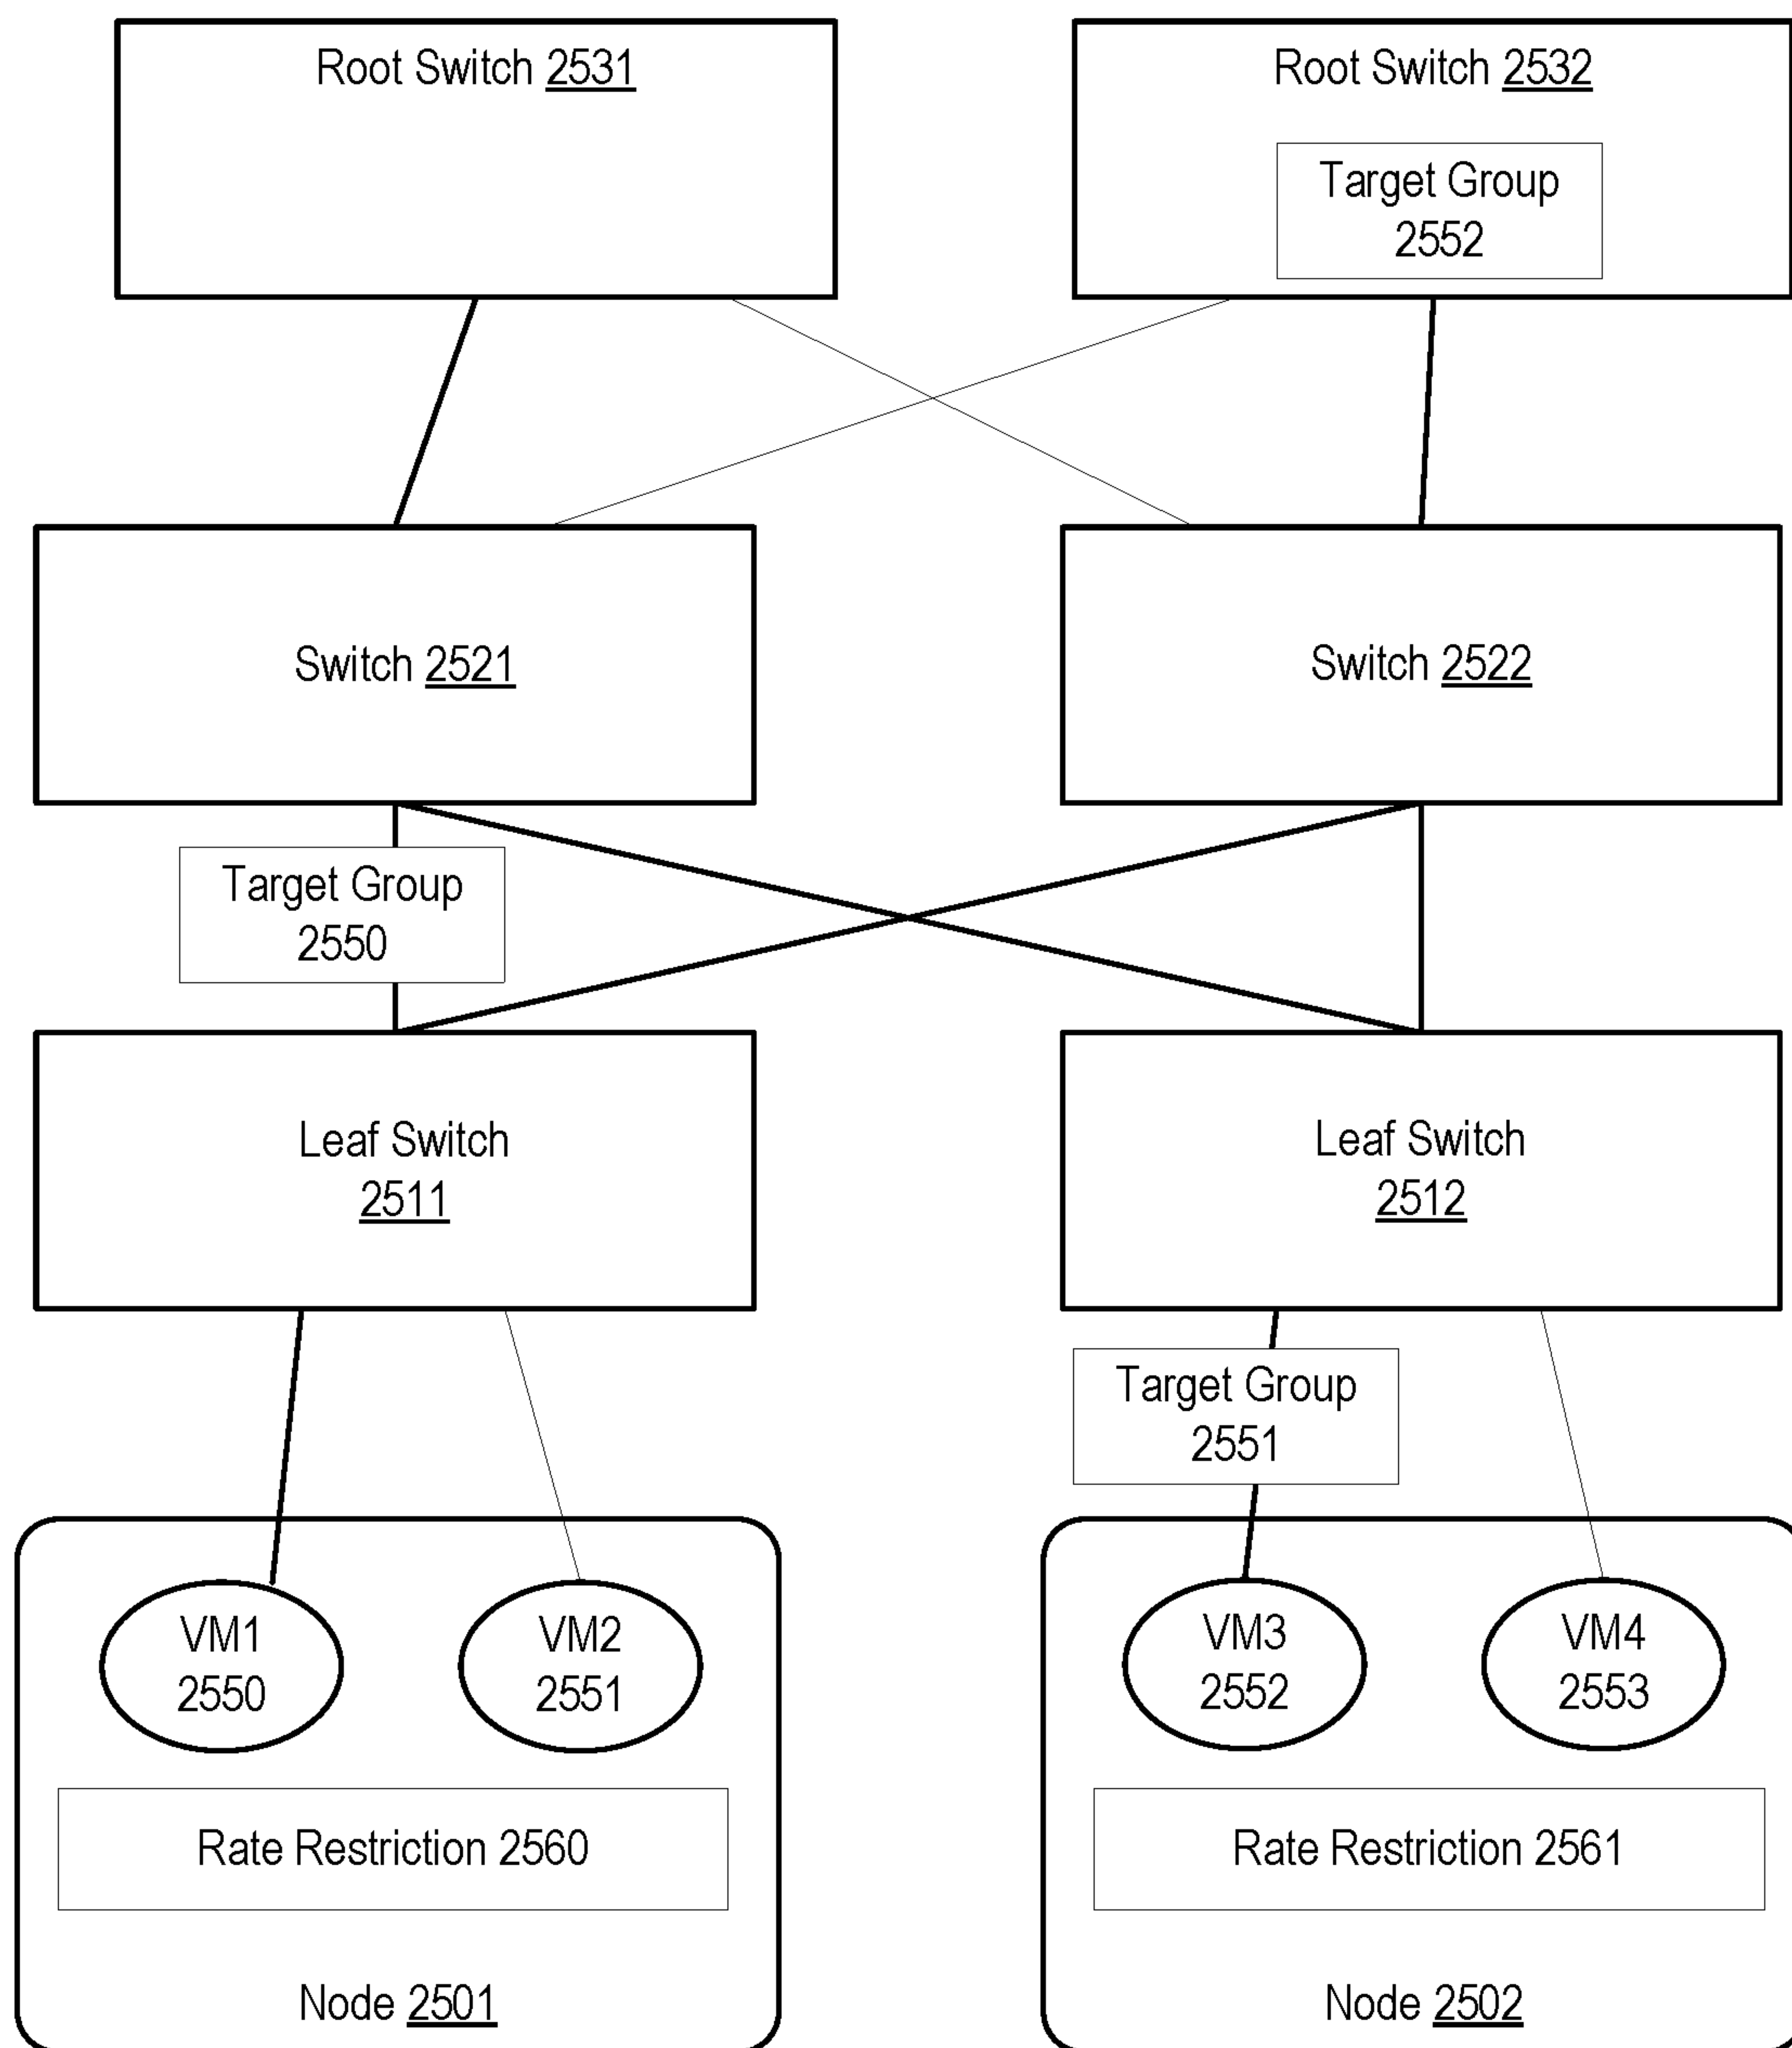 Root Switch 2531
Root Switch 2532
Target Group
2552
Switch 2521
Switch 2522
Target Group
2550
Leaf Switch
2511
Leaf Switch
2512
Target Group
2551
VM1
2550
VM2
2551
VM3
2552
VM4
2553
Rate Restriction 2560
Rate Restriction 2561
Node 2501
Node 2502